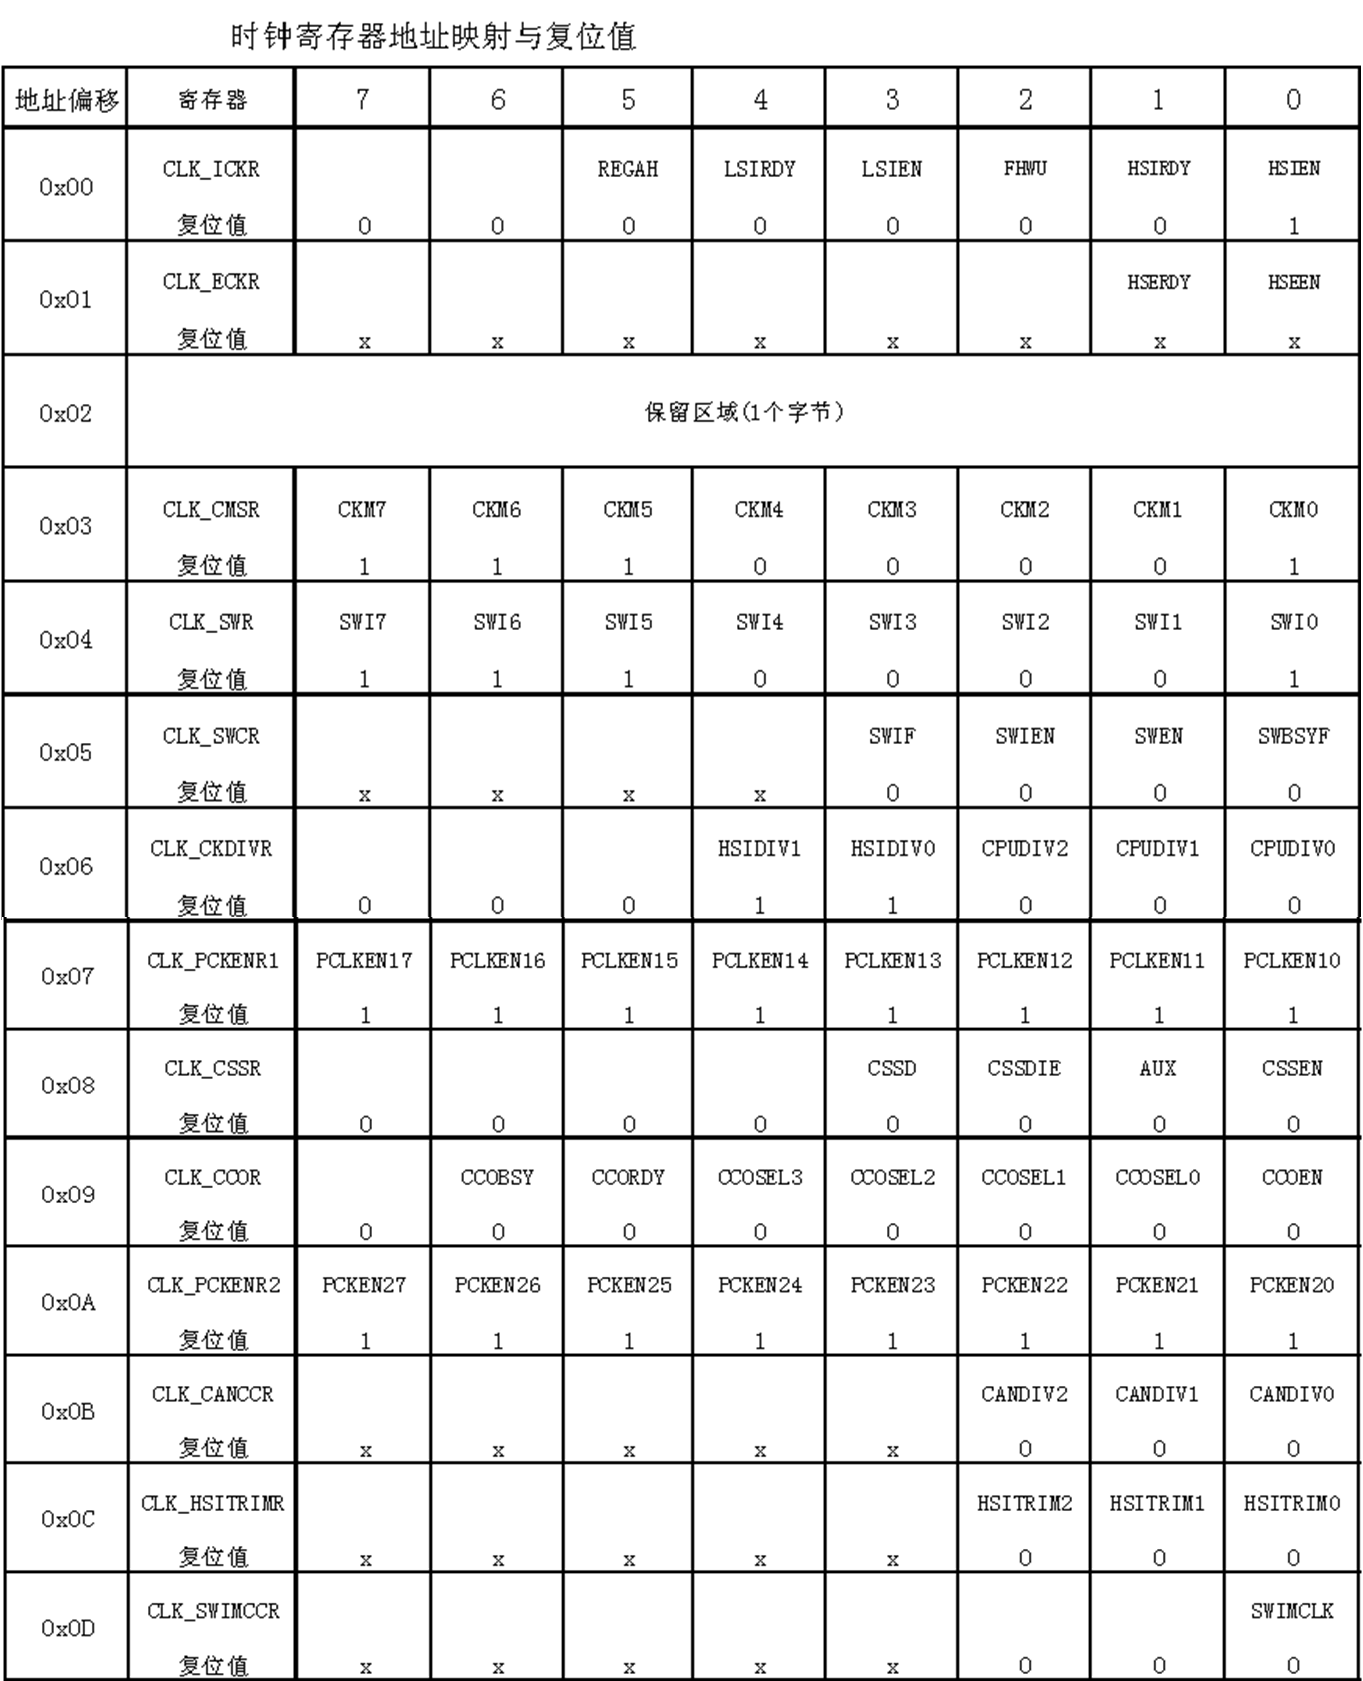 时钟寄存器地址映射与复位值
地址偏移 寄存器 7 6 5 4 3 2 1 0
0x00 CLK_ICKR REGAH LSIRDY LSIEN FHWU HSIRDY HSIEN
复位值 0 0 0 0 0 0 0 1
0x01 CLK_ECKR HSERDY HSEEN
复位值 x x x x x x x x
0x02 保留区域(1个字节)
0x03 CLK_CMSR CKM7 CKM6 CKM5 CKM4 CKM3 CKM2 CKM1 CKM0
复位值 1 1 1 0 0 0 0 1
0x04 CLK_SWR SWI7 SWI6 SWI5 SWI4 SWI3 SWI2 SWI1 SWI0
复位值 1 1 1 0 0 0 0 1
0x05 CLK_SWCR SWIF SWIEN SWEN SWBSYF
复位值 x x x x 0 0 0 0
0x06 CLK_CKDIVR HSIDIV1 HSIDIV0 CPUDIV2 CPUDIV1 CPUDIV0
复位值 0 0 0 1 1 0 0 0
0x07 CLK_PCKENR1 PCLKEN17 PCLKEN16 PCLKEN15 PCLKEN14 PCLKEN13 PCLKEN12 PCLKEN11 PCLKEN10
复位值 1 1 1 1 1 1 1 1
0x08 CLK_CSSR CSSD CSSDIE AUX CSSEN
复位值 0 0 0 0 0 0 0 0
0x09 CLK_CCOR CCOBSY CCORDY CCOSEL3 CCOSEL2 CCOSEL1 CCOSEL0 CCOEN
复位值 0 0 0 0 0 0 0 0
0x0A CLK_PCKENR2 PCKEN27 PCKEN26 PCKEN25 PCKEN24 PCKEN23 PCKEN22 PCKEN21 PCKEN20
复位值 1 1 1 1 1 1 1 1
0x0B CLK_CANCCR CANDIV2 CANDIV1 CANDIV0
复位值 x x x x x 0 0 0
0x0C CLK_HSITRIMR HSITRIM2 HSITRIM1 HSITRIM0
复位值 x x x x x 0 0 0
0x0D CLK_SWIMCCR SWIMCLK
复位值 x x x x x 0 0 0